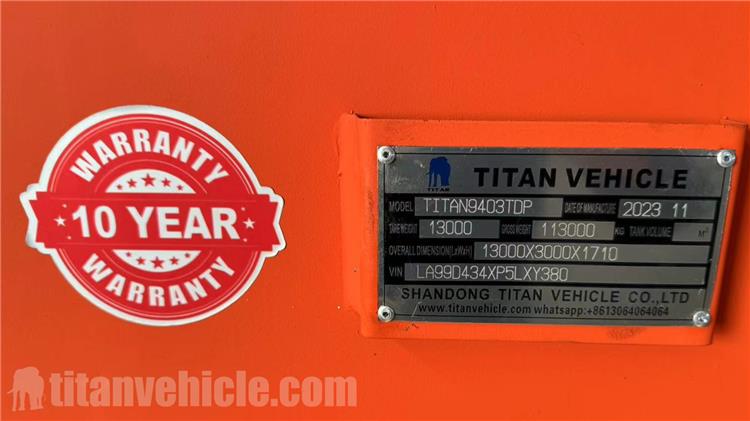 WARRANTY
10 YEAR
WARRANTY
TITAN
TITAN VEHICLE
MODEL TITAN9403TDP DATE OF MANUFACTURE 2023 11
TARE WEIGHT 13000 GROSS WEIGHT 113000 KG TANK VOLUME M³
OVERALL DIMENSION(LxWxH) 13000X3000X1710
VIN LA99D434XP5LXY380
SHANDONG TITAN VEHICLE CO.,LTD
www.titanvehicle.com whatsapp:+8613064064064
titanvehicle.com